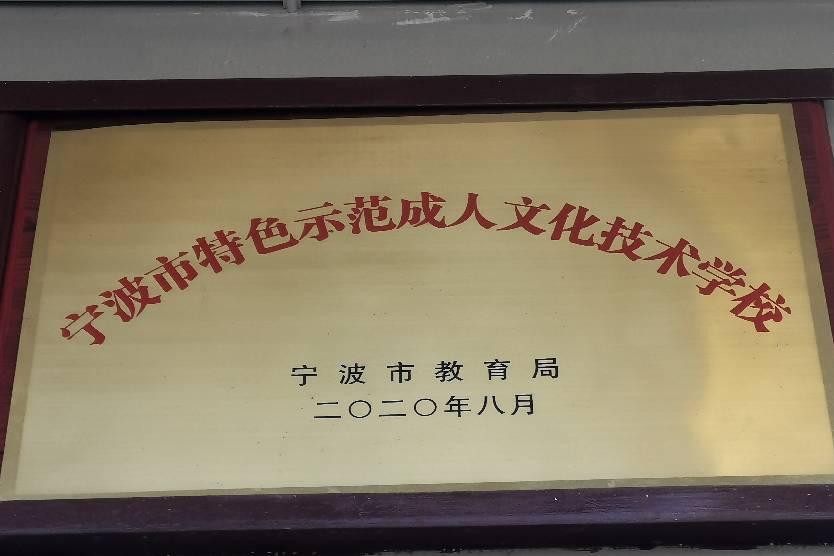 宁波市特色示范成人文化技术学校
宁波市教育局
二〇二〇年八月